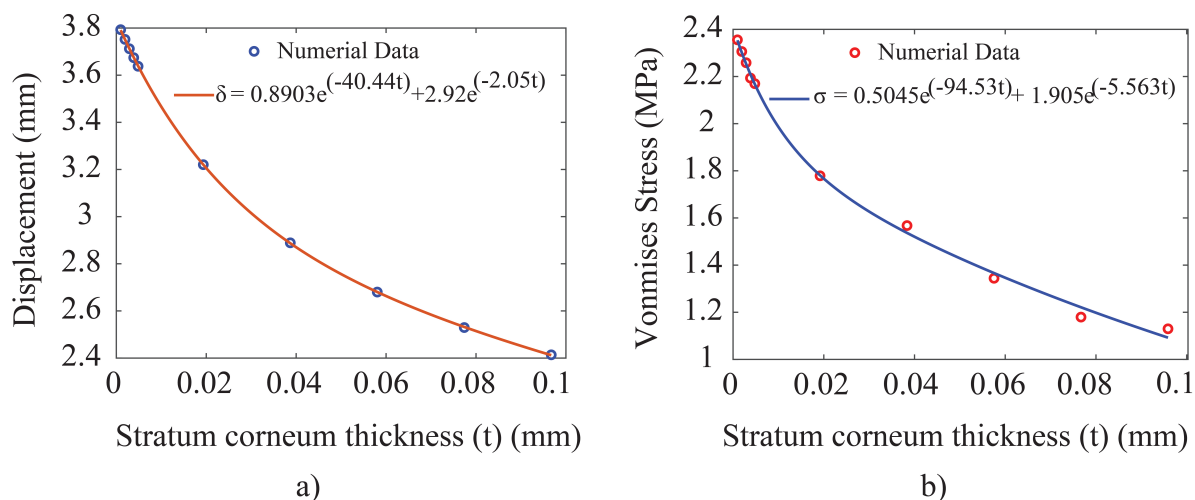 3.8
3.6
3.4
3.2
3
2.8
2.6
2.4
Displacement (mm)
Numerial Data
δ = 0.8903e^(-40.44t)+2.92e^(-2.05t)
0 0.02 0.04 0.06 0.08 0.1
Stratum corneum thickness (t) (mm)
a)
2.4
2.2
2
1.8
1.6
1.4
1.2
1
Vonmises Stress (MPa)
Numerial Data
σ = 0.5045e^(-94.53t)+ 1.905e^(-5.563t)
0 0.02 0.04 0.06 0.08 0.1
Stratum corneum thickness (t) (mm)
b)